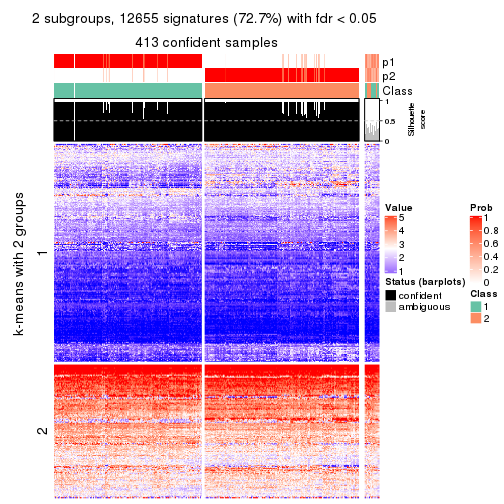 2 subgroups, 12655 signatures (72.7%) with fdr < 0.05
413 confident samples
p1
p2
Class
1
0.5
0
Silhouette
score
k-means with 2 groups
1
2
Value
5
4
3
2
1
Status (barplots)
confident
ambiguous
Prob
1
0.8
0.6
0.4
0.2
0
Class
1
2